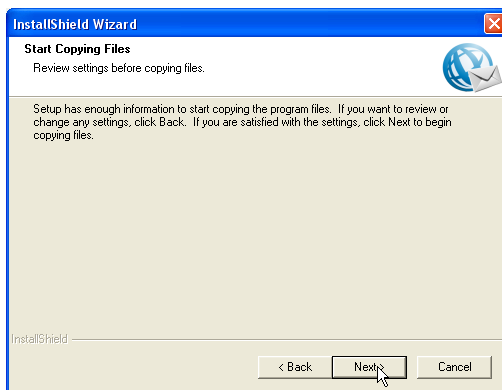 InstallShield Wizard
Start Copying Files
Review settings before copying files.
Setup has enough information to start copying the program files.  If you want to review or
change any settings, click Back.  If you are satisfied with the settings, click Next to begin
copying files.
InstallShield
< Back
Next >
Cancel